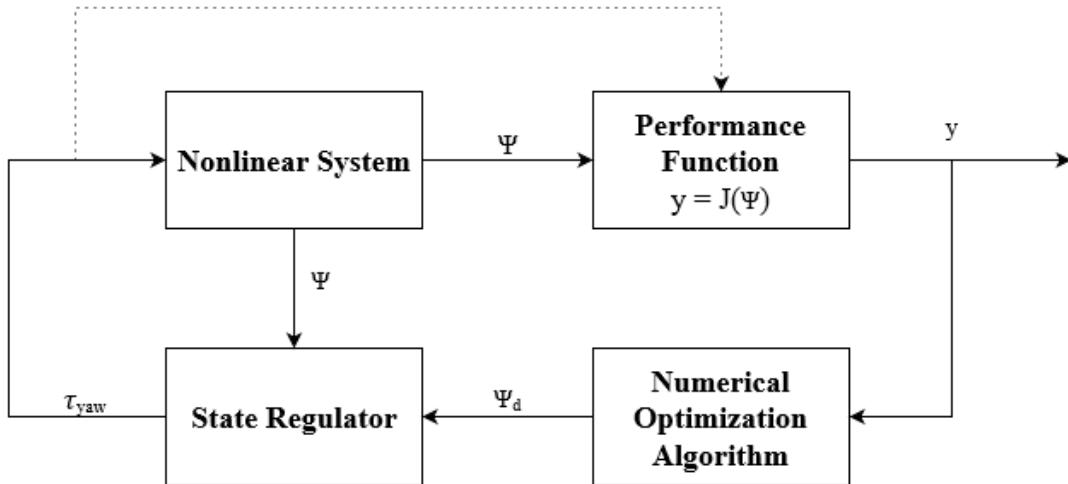 Nonlinear System
Ψ
Performance
Function
y = J(Ψ)
y
Ψ
τyaw
State Regulator
Ψd
Numerical
Optimization
Algorithm